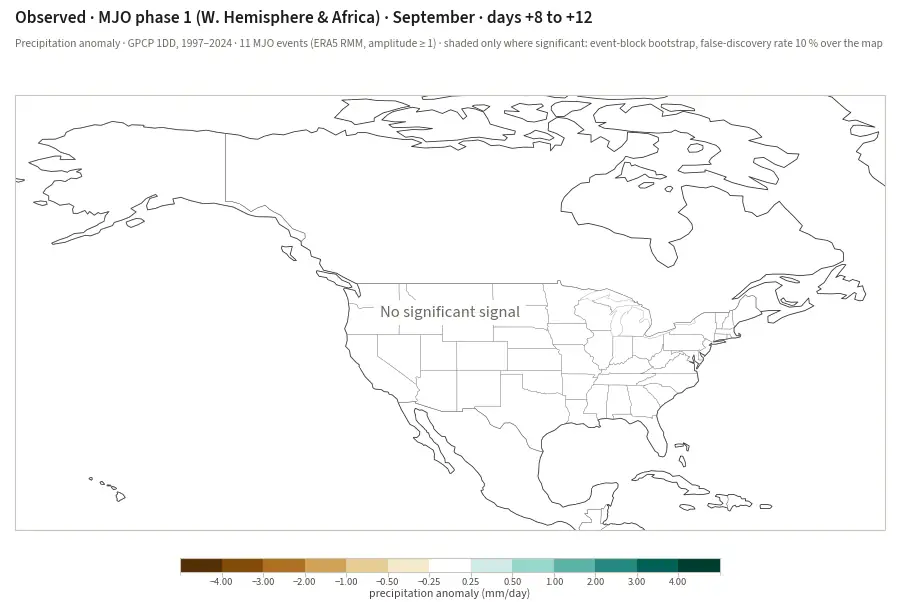 Observed · MJO phase 1 (W. Hemisphere & Africa) · September · days +8 to +12
Precipitation anomaly · GPCP 1DD, 1997–2024 · 11 MJO events (ERA5 RMM, amplitude ≥ 1) · shaded only where significant: event-block bootstrap, false-discovery rate 10 % over the map
No significant signal
−4.00 −3.00 −2.00 −1.00 −0.50 −0.25 0.25 0.50 1.00 2.00 3.00 4.00
precipitation anomaly (mm/day)